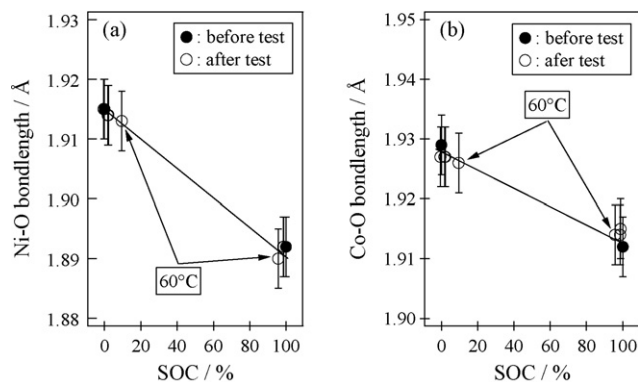 (a)
● : before test
○ : afer test
1.93
1.92
1.91
1.90
1.89
1.88
Ni-O bondlength / Å
60°C
0 20 40 60 80 100
SOC / %
(b)
● : before test
○ : afer test
1.95
1.94
1.93
1.92
1.91
1.90
Co-O bondlength / Å
60°C
0 20 40 60 80 100
SOC / %